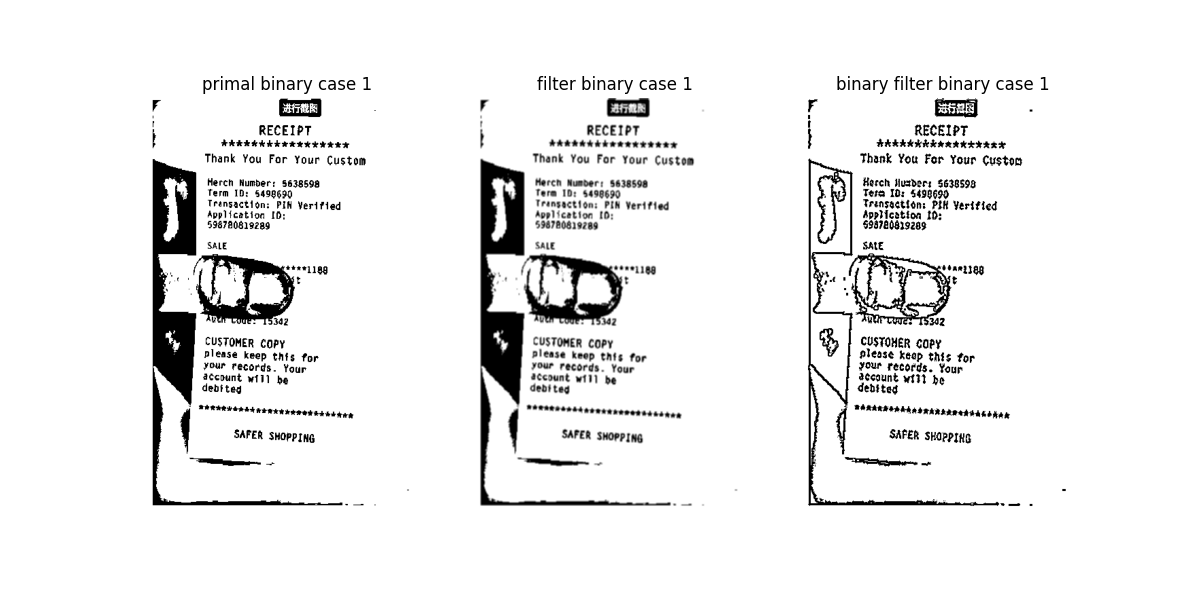 primal binary case 1
进行截图
RECEIPT
*****************
Thank You For Your Custom
Merch Number: 5638598
Term ID: 5498690
Transaction: PIN Verified
Application ID:
598780819289
SALE
*****1188
Auth Code: 15342
CUSTOMER COPY
please keep this for
your records. Your
account will be
debited
****************************
SAFER SHOPPING
filter binary case 1
进行截图
RECEIPT
*****************
Thank You For Your Custom
Merch Number: 5638598
Term ID: 5498690
Transaction: PIN Verified
Application ID:
598780819289
SALE
*****1188
Auth Code: 15342
CUSTOMER COPY
please keep this for
your records. Your
account will be
debited
****************************
SAFER SHOPPING
binary filter binary case 1
进行截图
RECEIPT
*****************
Thank You For Your Custom
Merch Number: 5638598
Term ID: 5498690
Transaction: PIN Verified
Application ID:
598780819289
SALE
****1188
Auth Code: 15342
CUSTOMER COPY
please keep this for
your records. Your
account will be
debited
****************************
SAFER SHOPPING